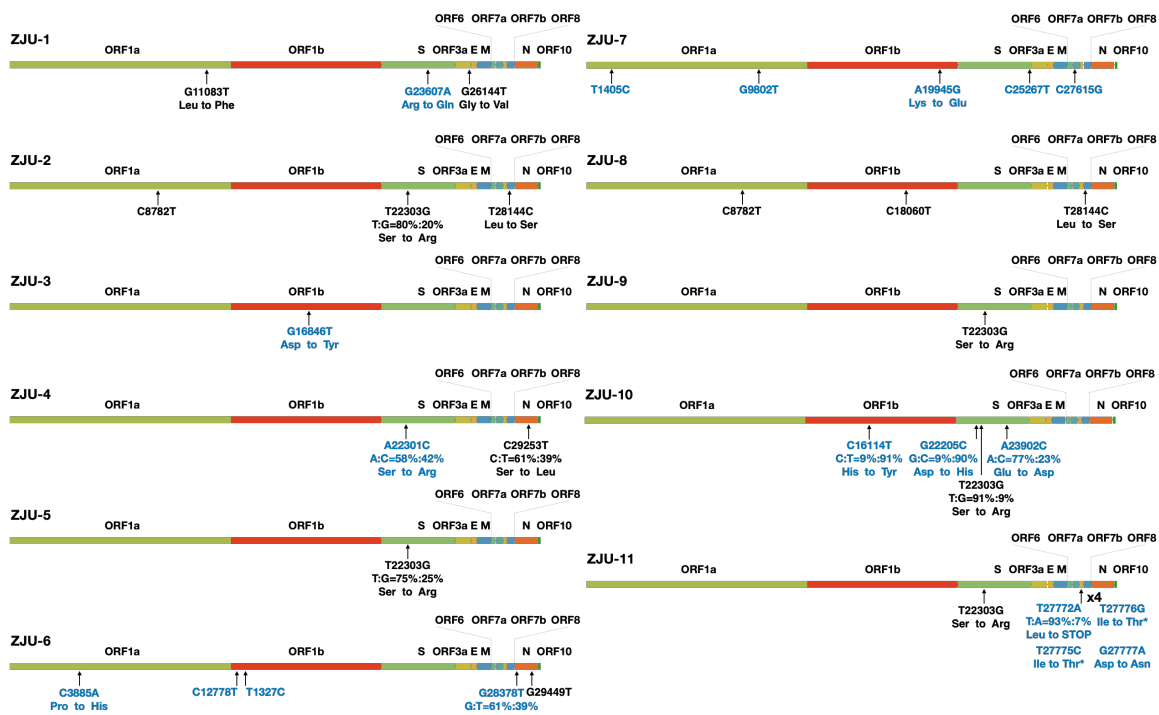 ZJU-1
ORF6 ORF7a ORF7b ORF8
ORF1a ORF1b S ORF3a E M N ORF10
G11083T G23607A G26144T
Leu to Phe Arg to Gln Gly to Val
ZJU-2
ORF6 ORF7a ORF7b ORF8
ORF1a ORF1b S ORF3a E M N ORF10
C8782T T22303G T28144C
T:G=80%:20% Leu to Ser
Ser to Arg
ZJU-3
ORF6 ORF7a ORF7b ORF8
ORF1a ORF1b S ORF3a E M N ORF10
G16846T
Asp to Tyr
ZJU-4
ORF6 ORF7a ORF7b ORF8
ORF1a ORF1b S ORF3a E M N ORF10
A22301C C29253T
A:C=58%:42% C:T=61%:39%
Ser to Arg Ser to Leu
ZJU-5
ORF6 ORF7a ORF7b ORF8
ORF1a ORF1b S ORF3a E M N ORF10
T22303G
T:G=75%:25%
Ser to Arg
ZJU-6
ORF6 ORF7a ORF7b ORF8
ORF1a ORF1b S ORF3a E M N ORF10
C3885A C12778T T1327C G28378T G29449T
Pro to His G:T=61%:39%
ZJU-7
ORF6 ORF7a ORF7b ORF8
ORF1a ORF1b S ORF3a E M N ORF10
T1405C G9802T A19945G C25267T C27615G
Lys to Glu
ZJU-8
ORF6 ORF7a ORF7b ORF8
ORF1a ORF1b S ORF3a E M N ORF10
C8782T C18060T T28144C
Leu to Ser
ZJU-9
ORF6 ORF7a ORF7b ORF8
ORF1a ORF1b S ORF3a E M N ORF10
T22303G
Ser to Arg
ZJU-10
ORF6 ORF7a ORF7b ORF8
ORF1a ORF1b S ORF3a E M N ORF10
C16114T G22205C A23902C
C:T=9%:91% G:C=9%:90% A:C=77%:23%
His to Tyr Asp to His Glu to Asp
T22303G
T:G=91%:9%
Ser to Arg
ZJU-11
ORF6 ORF7a ORF7b ORF8
ORF1a ORF1b S ORF3a E M N ORF10
x4
T22303G T27772A T27776G
Ser to Arg T:A=93%:7% Ile to Thr*
Leu to STOP
T27775C G27777A
Ile to Thr* Asp to Asn